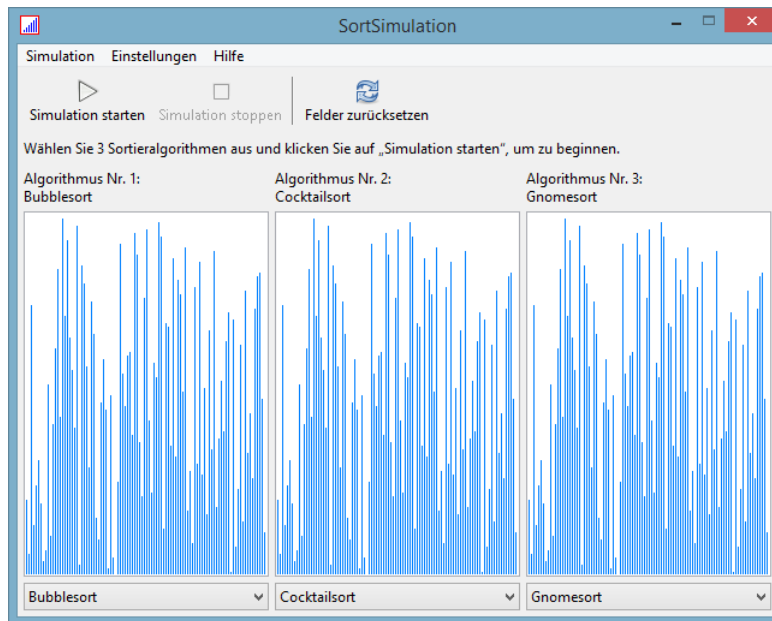 SortSimulation
Simulation Einstellungen Hilfe
Simulation starten Simulation stoppen Felder zurücksetzen
Wählen Sie 3 Sortieralgorithmen aus und klicken Sie auf „Simulation starten“, um zu beginnen.
Algorithmus Nr. 1: Algorithmus Nr. 2: Algorithmus Nr. 3:
Bubblesort Cocktailsort Gnomesort
Bubblesort Cocktailsort Gnomesort